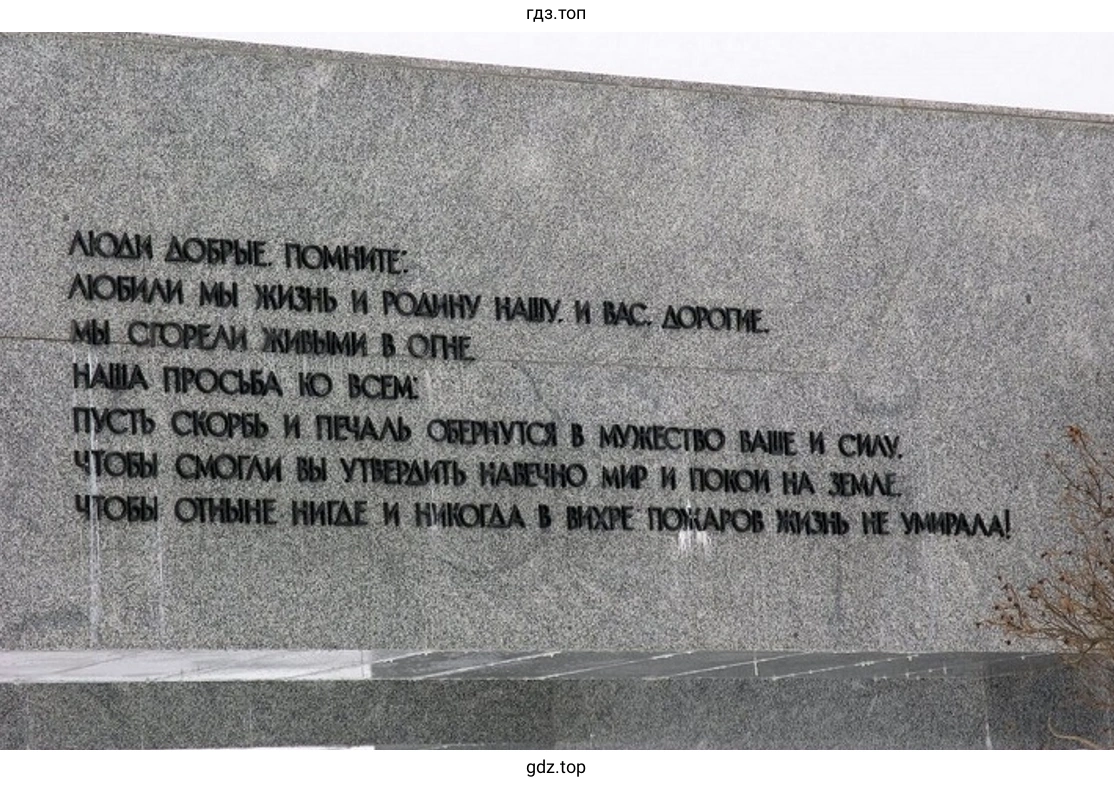 гдз.топ
ЛЮДИ ДОБРЫЕ, ПОМНИТЕ:
ЛЮБИЛИ МЫ ЖИЗНЬ И РОДИНУ НАШУ, И ВАС, ДОРОГИЕ.
МЫ СГОРЕЛИ ЖИВЫМИ В ОГНЕ.
НАША ПРОСЬБА КО ВСЕМ:
ПУСТЬ СКОРБЬ И ПЕЧАЛЬ ОБЕРНУТСЯ В МУЖЕСТВО ВАШЕ И СИЛУ,
ЧТОБЫ СМОГЛИ ВЫ УТВЕРДИТЬ НАВЕЧНО МИР И ПОКОЙ НА ЗЕМЛЕ.
ЧТОБЫ ОТНЫНЕ НИГДЕ И НИКОГДА В ВИХРЕ ПОЖАРОВ ЖИЗНЬ НЕ УМИРАЛА!
gdz.top